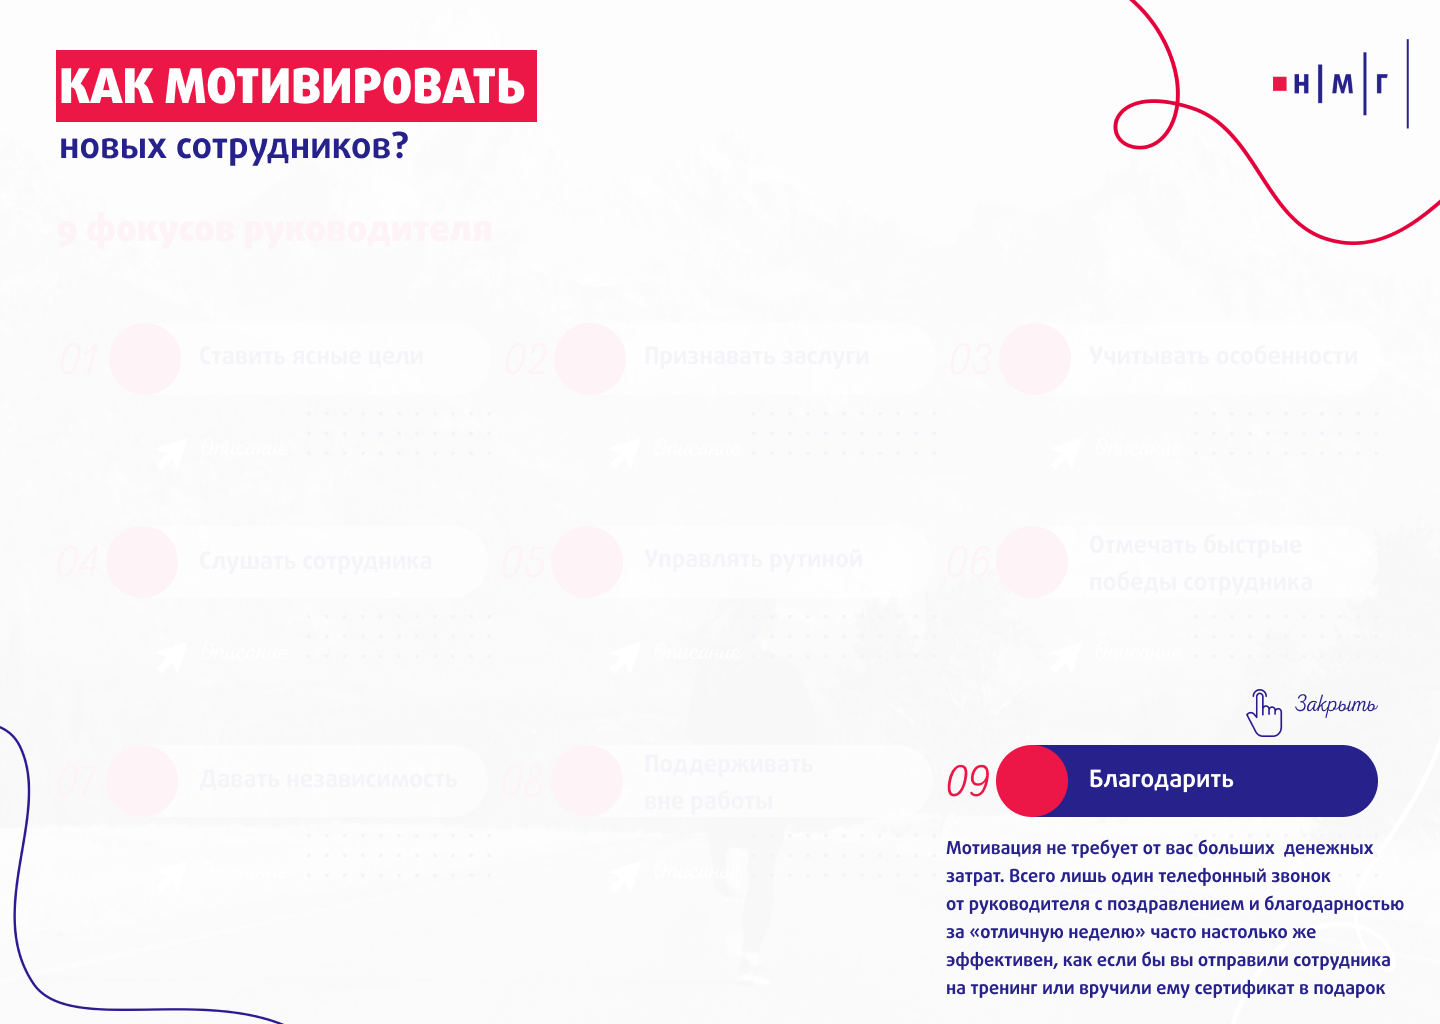 КАК МОТИВИРОВАТЬ
новых сотрудников?
Н М Г
9 фокусов руководителя
01 Ставить ясные цели
02 Признавать заслуги
03 Учитывать особенности
Описание
Описание
Описание
04 Слушать сотрудника
05 Управлять рутиной
06 Отмечать быстрые
победы сотрудника
Описание
Описание
Описание
Закрыть
07 Давать независимость
08 Поддерживать
вне работы
09 Благодарить
Описание
Мотивация не требует от вас больших денежных
затрат. Всего лишь один телефонный звонок
от руководителя с поздравлением и благодарностью
за «отличную неделю» часто настолько же
эффективен, как если бы вы отправили сотрудника
на тренинг или вручили ему сертификат в подарок